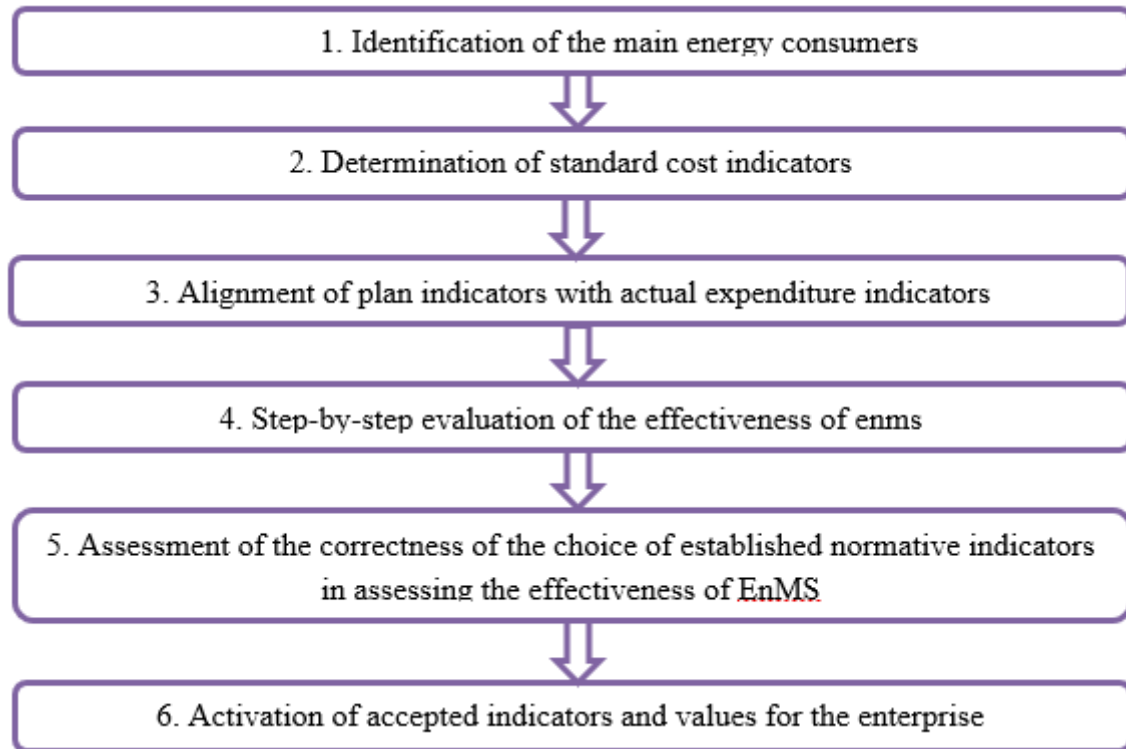 1. Identification of the main energy consumers
2. Determination of standard cost indicators
3. Alignment of plan indicators with actual expenditure indicators
4. Step-by-step evaluation of the effectiveness of enms
5. Assessment of the correctness of the choice of established normative indicators
in assessing the effectiveness of EnMS
6. Activation of accepted indicators and values for the enterprise